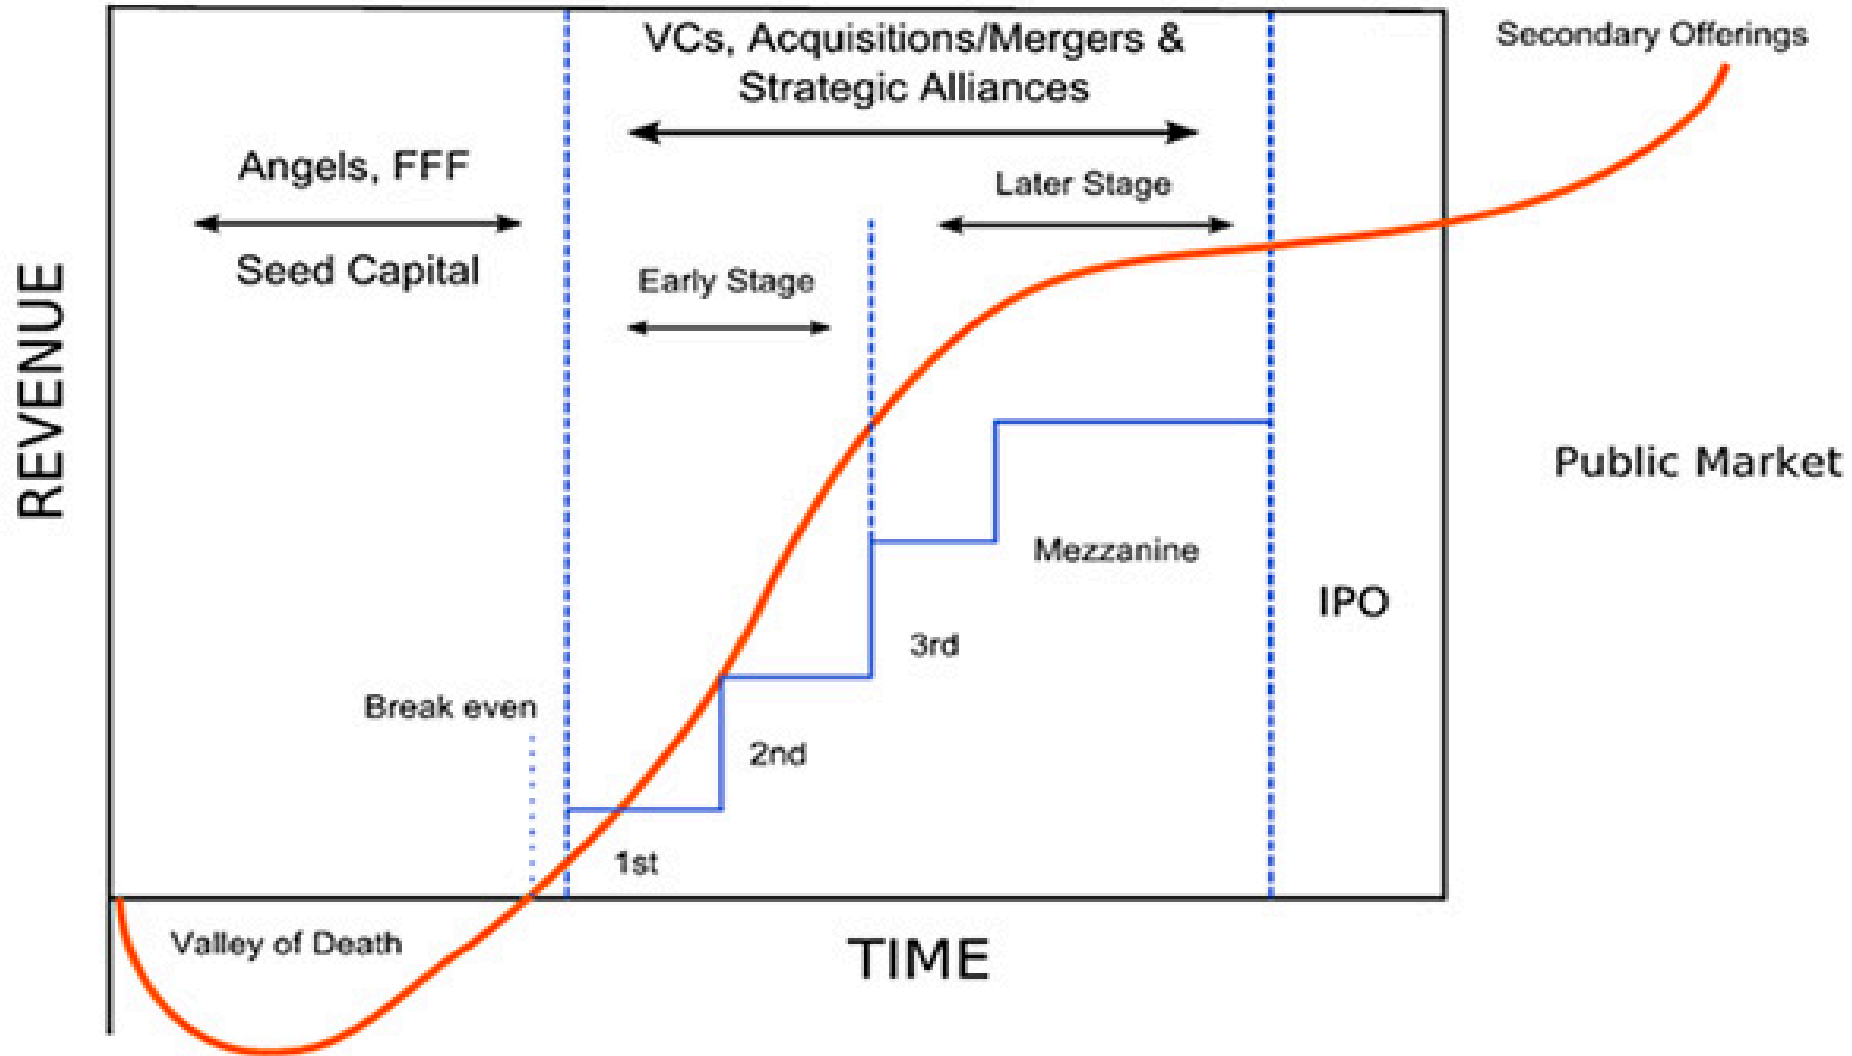 VCs, Acquisitions/Mergers &
Strategic Alliances
Secondary Offerings
Angels, FFF
Seed Capital
Later Stage
Early Stage
REVENUE
Public Market
Mezzanine
IPO
3rd
Break even
2nd
1st
Valley of Death
TIME